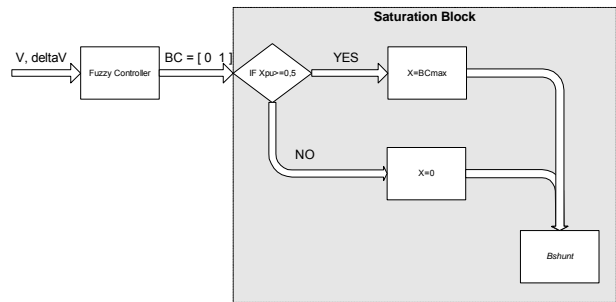 Saturation Block
V, deltaV
Fuzzy Controller
BC = [ 0 1 ]
IF Xpu>=0,5
YES
X=BCmax
NO
X=0
Bshunt